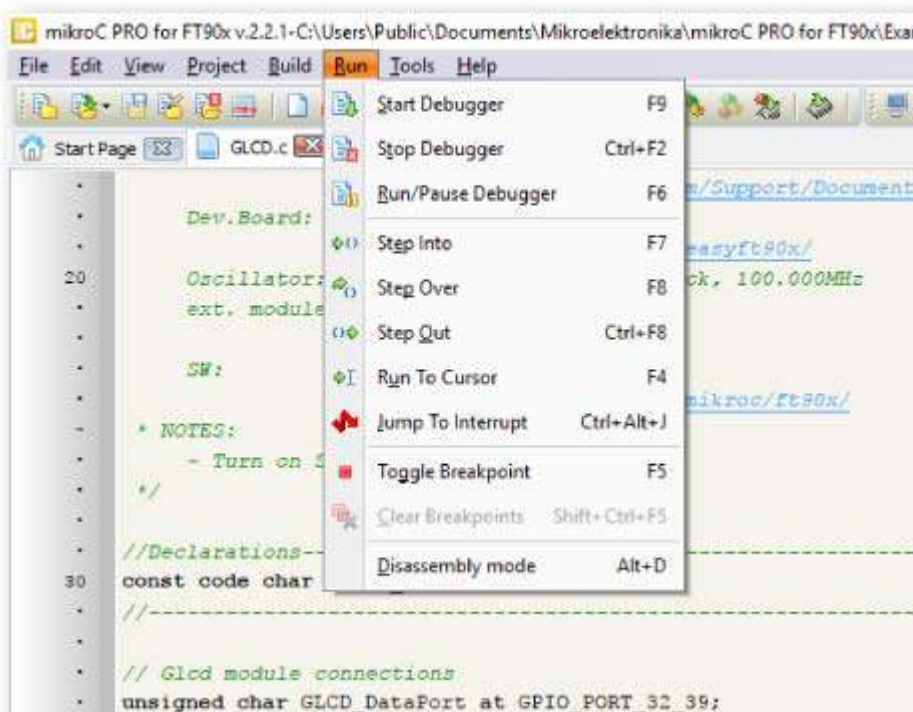 mikroC PRO for FT90x v.2.2.1-C:\Users\Public\Documents\Mikroelektronika\mikroC PRO for FT90x\Exa
File Edit View Project Build Run Tools Help
Start Page GLCD.c
Start Debugger F9
Stop Debugger Ctrl+F2
Run/Pause Debugger F6
Step Into F7
Step Over F8
Step Out Ctrl+F8
Run To Cursor F4
Jump To Interrupt Ctrl+Alt+J
Toggle Breakpoint F5
Clear Breakpoints Shift+Ctrl+F5
Disassembly mode Alt+D
m/Support/Document
Dev.Board:
easyft90x/
20 Oscillator: ck, 100.000MHz
ext. module
SW:
mikroc/ft90x/
* NOTES:
- Turn on S
*/
//Declarations--
30 const code char
//----------------------------------------------------------------
// Glcd module connections
unsigned char GLCD_DataPort at GPIO_PORT_32_39;